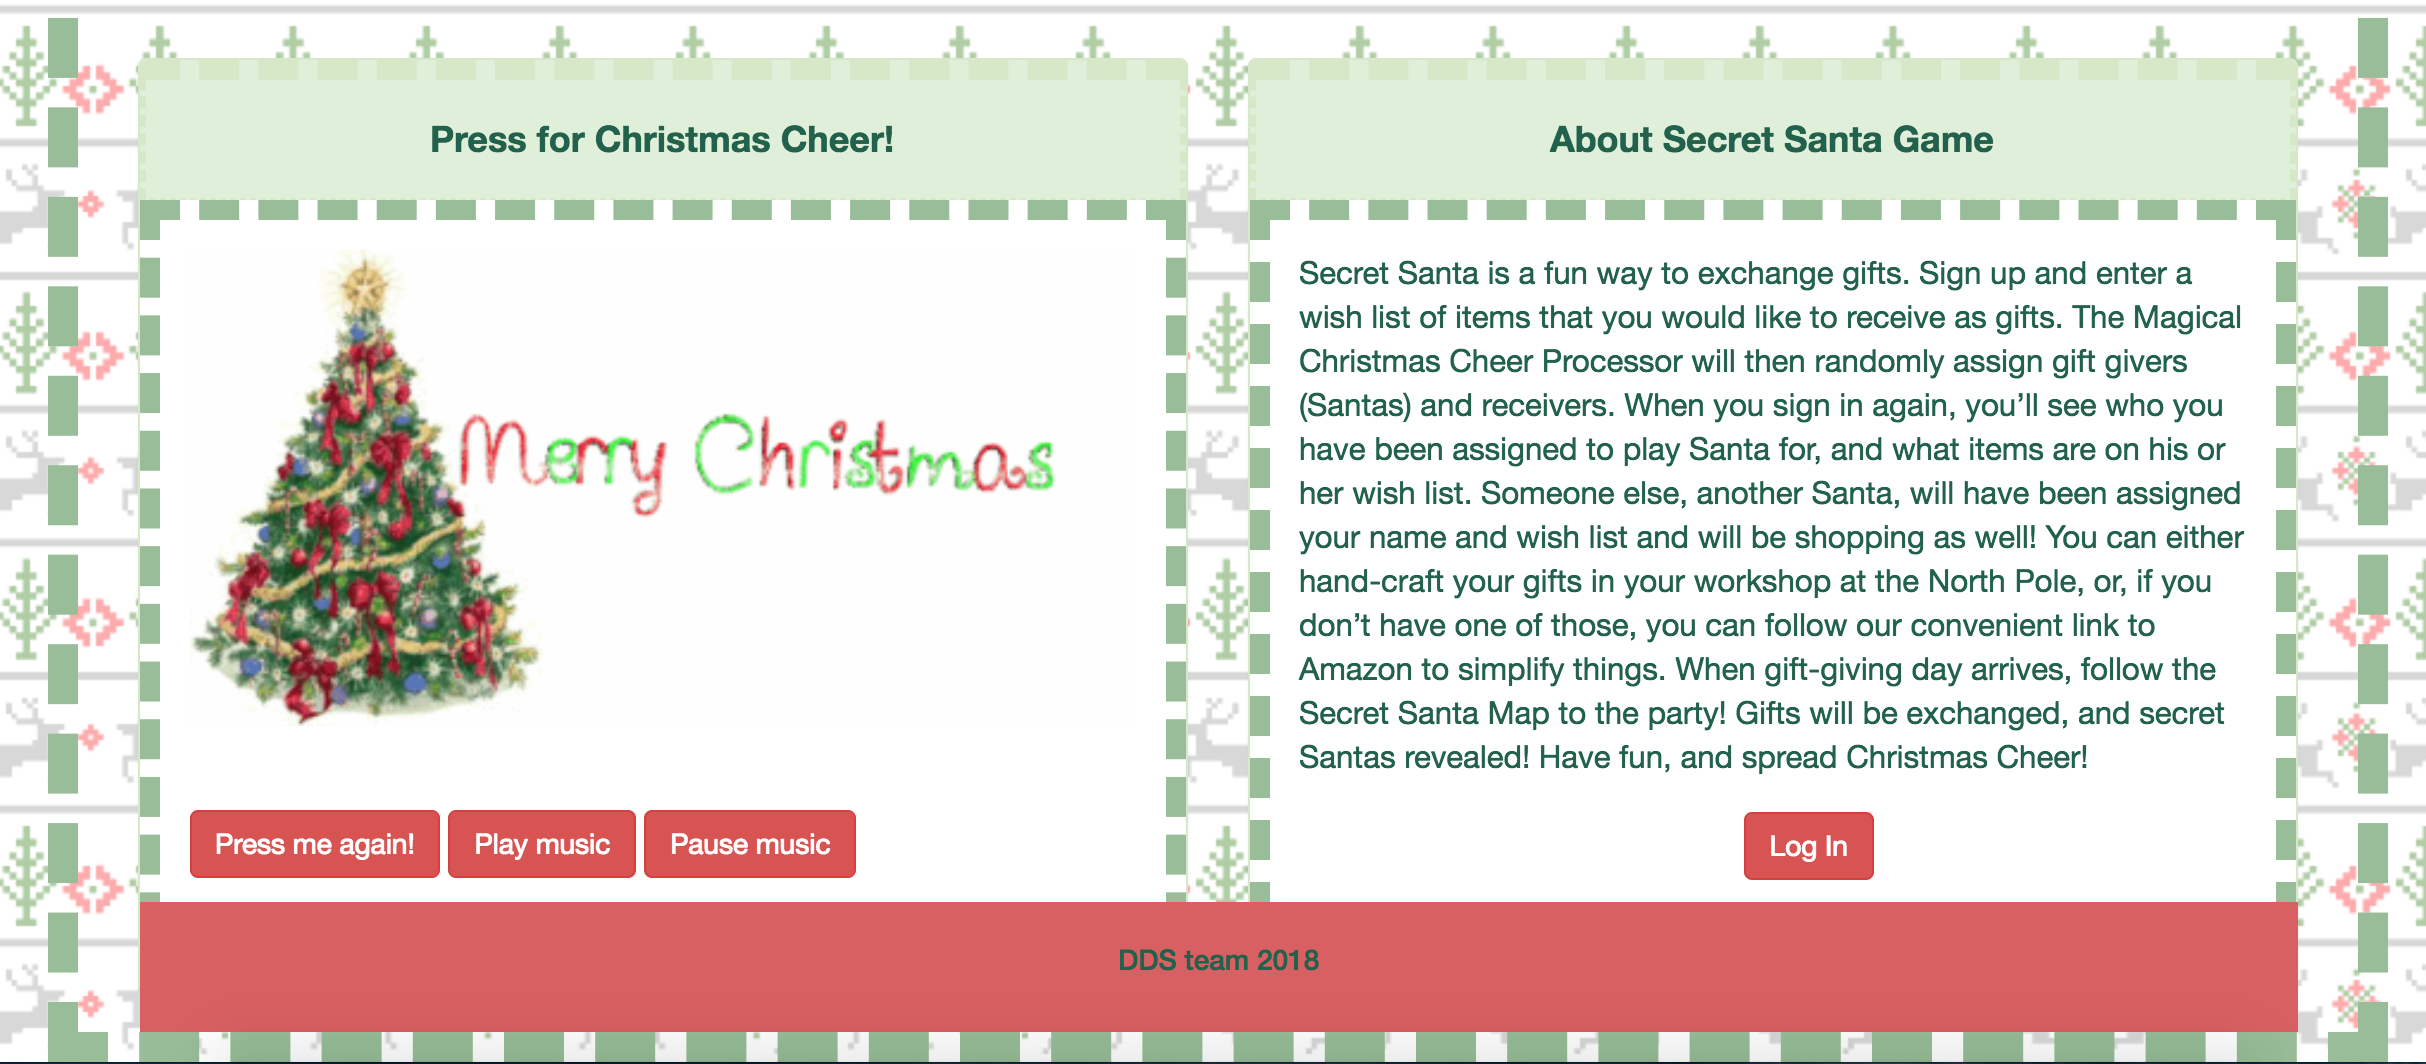 Press for Christmas Cheer!
Merry Christmas
Press me again!
Play music
Pause music
About Secret Santa Game
Secret Santa is a fun way to exchange gifts. Sign up and enter a
wish list of items that you would like to receive as gifts. The Magical
Christmas Cheer Processor will then randomly assign gift givers
(Santas) and receivers. When you sign in again, you’ll see who you
have been assigned to play Santa for, and what items are on his or
her wish list. Someone else, another Santa, will have been assigned
your name and wish list and will be shopping as well! You can either
hand-craft your gifts in your workshop at the North Pole, or, if you
don’t have one of those, you can follow our convenient link to
Amazon to simplify things. When gift-giving day arrives, follow the
Secret Santa Map to the party! Gifts will be exchanged, and secret
Santas revealed! Have fun, and spread Christmas Cheer!
Log In
DDS team 2018